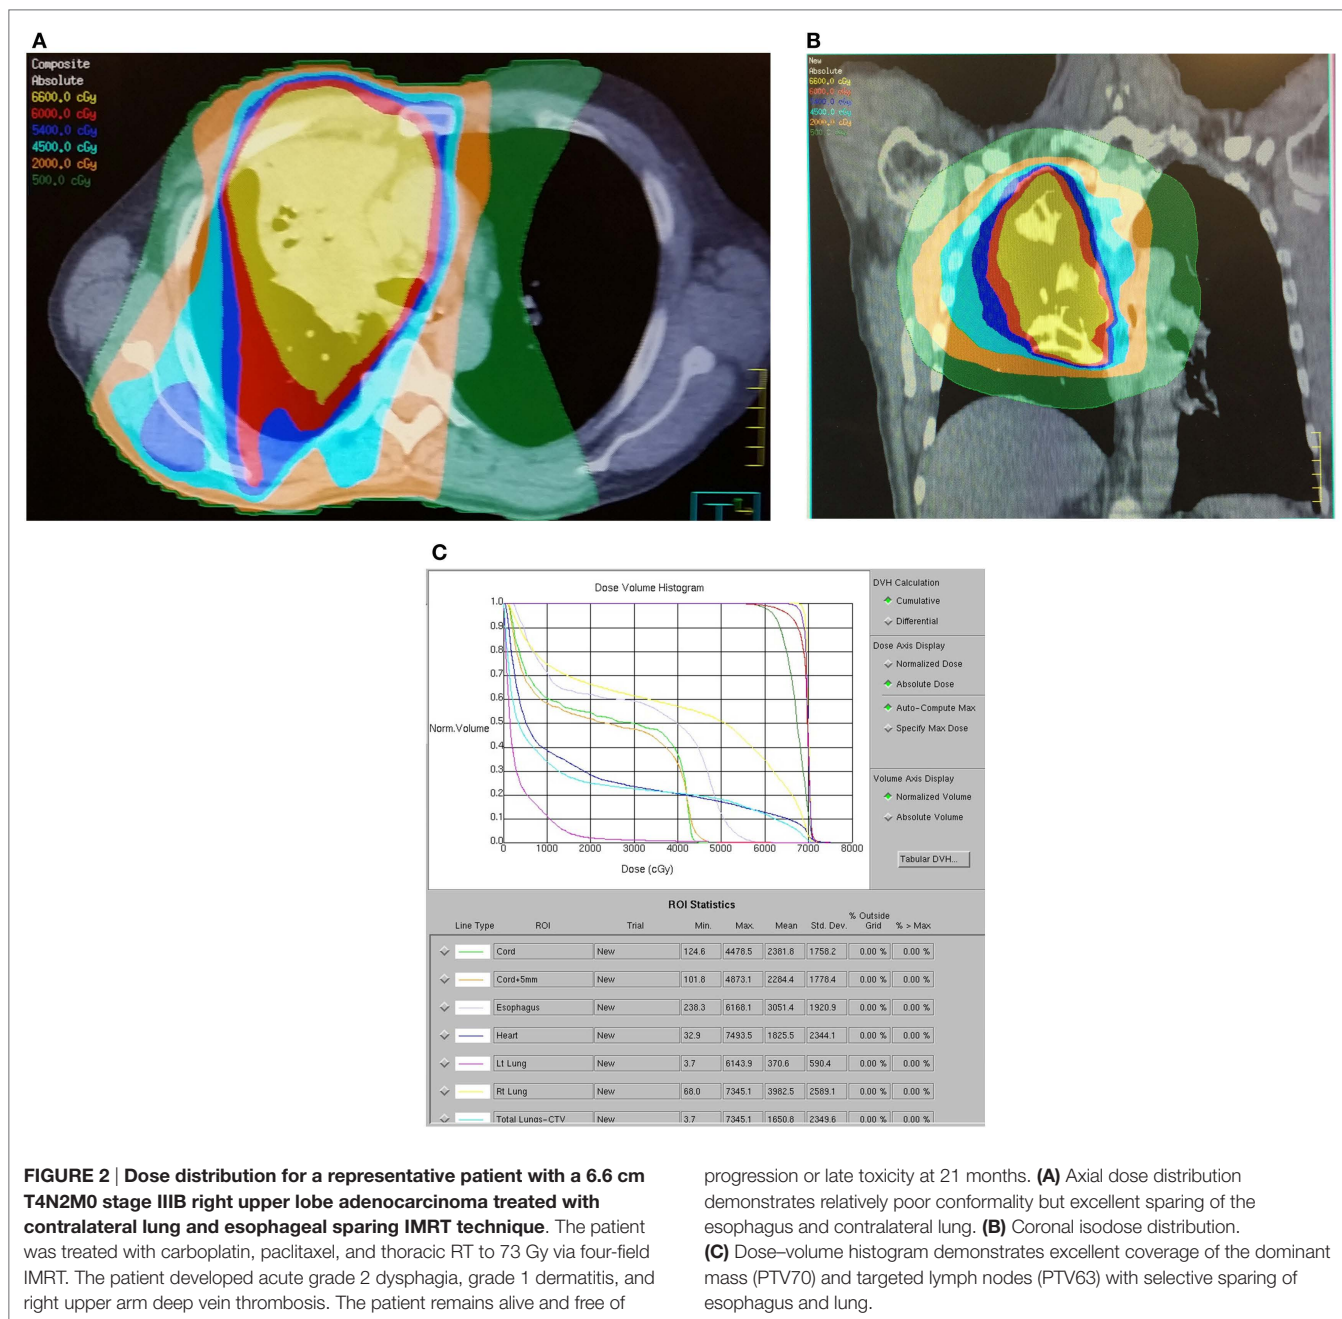 A
Composite
Absolute
6600.0 cGy
6000.0 cGy
5400.0 cGy
4500.0 cGy
2000.0 cGy
500.0 cGy
B
New
Absolute
6600.0 cGy
6000.0 cGy
4500.0 cGy
2000.0 cGy
C
Dose Volume Histogram
1.0
0.9
0.8
0.7
0.6
0.5
0.4
0.3
0.2
0.1
0.0
Norm.Volume
0 1000 2000 3000 4000 5000 6000 7000 8000
Dose (cGy)
DVH Calculation
Cumulative
Differential
Dose Axis Display
Normalized Dose
Absolute Dose
Auto-Compute Max
Specify Max Dose
Volume Axis Display
Normalized Volume
Absolute Volume
Tabular DVH...
ROI Statistics
Line Type ROI Trial Min. Max. Mean Std. Dev. % Outside Grid % > Max
Cord New 124.6 4478.5 2381.8 1758.2 0.00 % 0.00 %
Cord+5mm New 101.8 4873.1 2284.4 1778.4 0.00 % 0.00 %
Esophagus New 238.3 6168.1 3051.4 1920.9 0.00 % 0.00 %
Heart New 32.9 7493.5 1825.5 2344.1 0.00 % 0.00 %
Lt Lung New 3.7 6143.9 370.6 590.4 0.00 % 0.00 %
Rt Lung New 68.0 7345.1 3982.5 2589.1 0.00 % 0.00 %
Total Lungs-CTV New 3.7 7345.1 1650.8 2349.6 0.00 % 0.00 %
FIGURE 2 | Dose distribution for a representative patient with a 6.6 cm
T4N2M0 stage IIIB right upper lobe adenocarcinoma treated with
contralateral lung and esophageal sparing IMRT technique. The patient
was treated with carboplatin, paclitaxel, and thoracic RT to 73 Gy via four-field
IMRT. The patient developed acute grade 2 dysphagia, grade 1 dermatitis, and
right upper arm deep vein thrombosis. The patient remains alive and free of
progression or late toxicity at 21 months. (A) Axial dose distribution
demonstrates relatively poor conformality but excellent sparing of the
esophagus and contralateral lung. (B) Coronal isodose distribution.
(C) Dose–volume histogram demonstrates excellent coverage of the dominant
mass (PTV70) and targeted lymph nodes (PTV63) with selective sparing of
esophagus and lung.